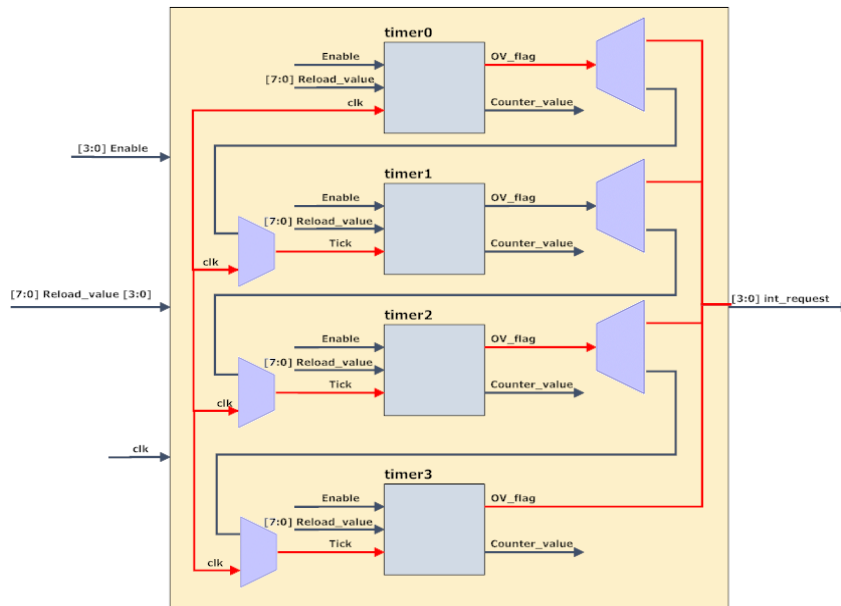 timer0
Enable
OV_flag
[7:0] Reload_value
clk
Counter_value
[3:0] Enable
timer1
Enable
OV_flag
[7:0] Reload_value
Tick
Counter_value
clk
[7:0] Reload_value [3:0]
[3:0] int_request
timer2
Enable
OV_flag
[7:0] Reload_value
Tick
Counter_value
clk
clk
timer3
Enable
OV_flag
[7:0] Reload_value
Tick
Counter_value
clk